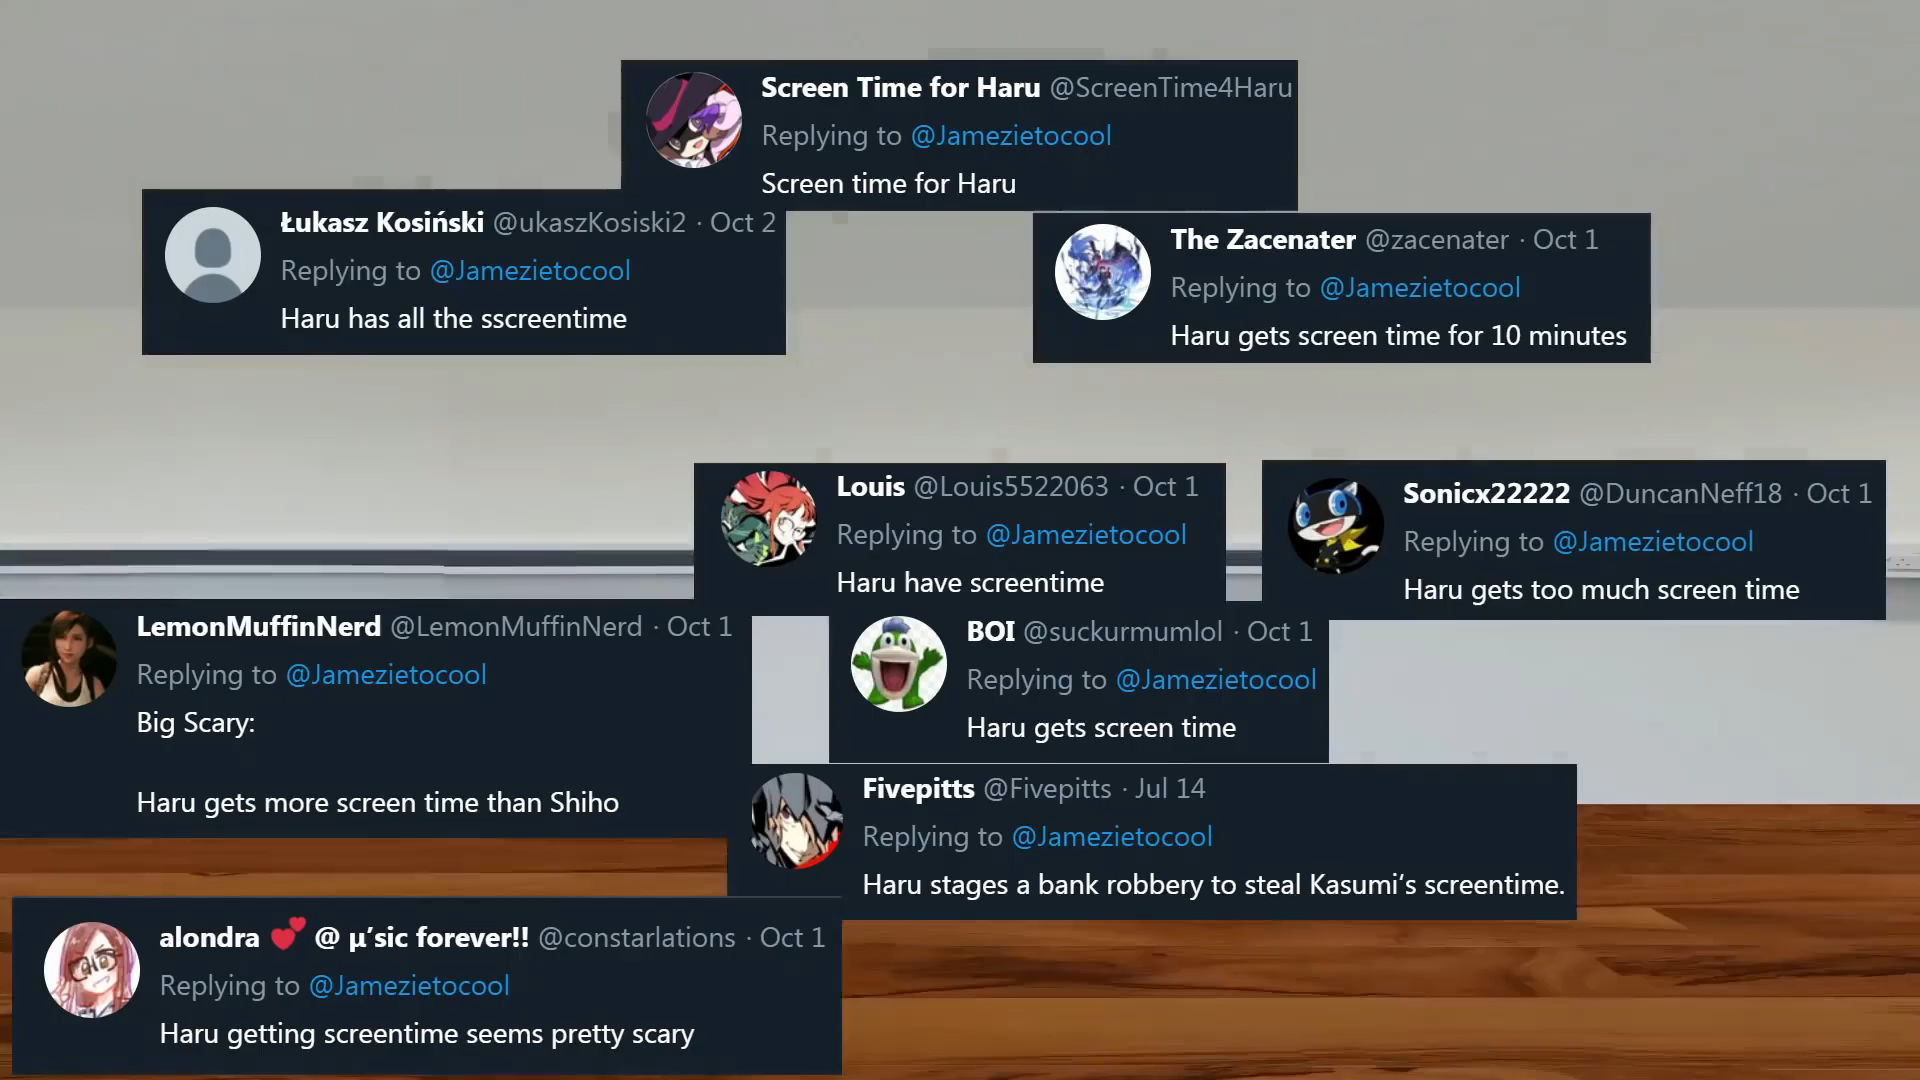 Screen Time for Haru @ScreenTime4Haru
Replying to @Jamezietocool
Screen time for Haru
Łukasz Kosiński @ukaszKosiski2 · Oct 2
Replying to @Jamezietocool
Haru has all the sscreentime
The Zacenater @zacenater · Oct 1
Replying to @Jamezietocool
Haru gets screen time for 10 minutes
Louis @Louis5522063 · Oct 1
Replying to @Jamezietocool
Haru have screentime
Sonicx22222 @DuncanNeff18 · Oct 1
Replying to @Jamezietocool
Haru gets too much screen time
LemonMuffinNerd @LemonMuffinNerd · Oct 1
Replying to @Jamezietocool
Big Scary:
Haru gets more screen time than Shiho
BOI @suckurmumlol · Oct 1
Replying to @Jamezietocool
Haru gets screen time
Fivepitts @Fivepitts · Jul 14
Replying to @Jamezietocool
Haru stages a bank robbery to steal Kasumi’s screentime.
alondra 💕 @ µ’sic forever!! @constarlations · Oct 1
Replying to @Jamezietocool
Haru getting screentime seems pretty scary